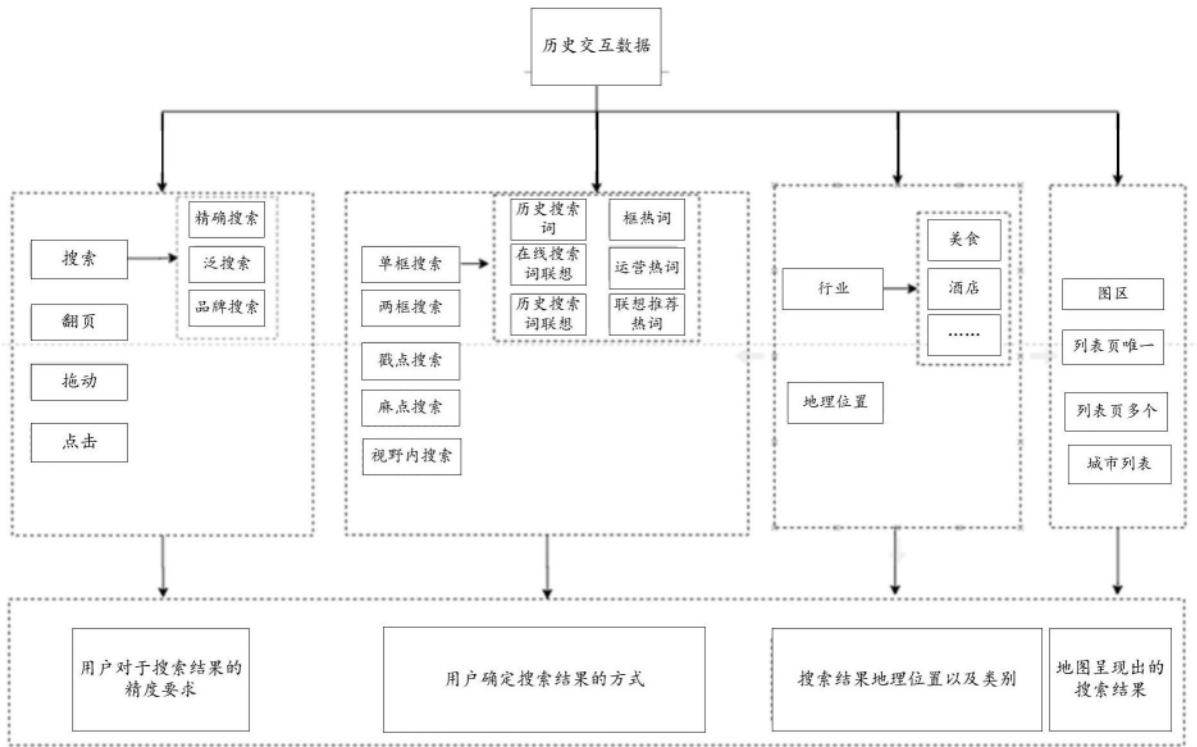 历史交互数据
搜索
翻页
拖动
点击
精确搜索
泛搜索
品牌搜索
单框搜索
两框搜索
戳点搜索
麻点搜索
视野内搜索
历史搜索
词
在线搜索
词联想
历史搜索
词联想
框热词
运营热词
联想推荐
热词
行业
地理位置
美食
酒店
……
图区
列表页唯一
列表页多个
城市列表
用户对于搜索结果的
精度要求
用户确定搜索结果的方式
搜索结果地理位置以及类别
地图呈现出的
搜索结果